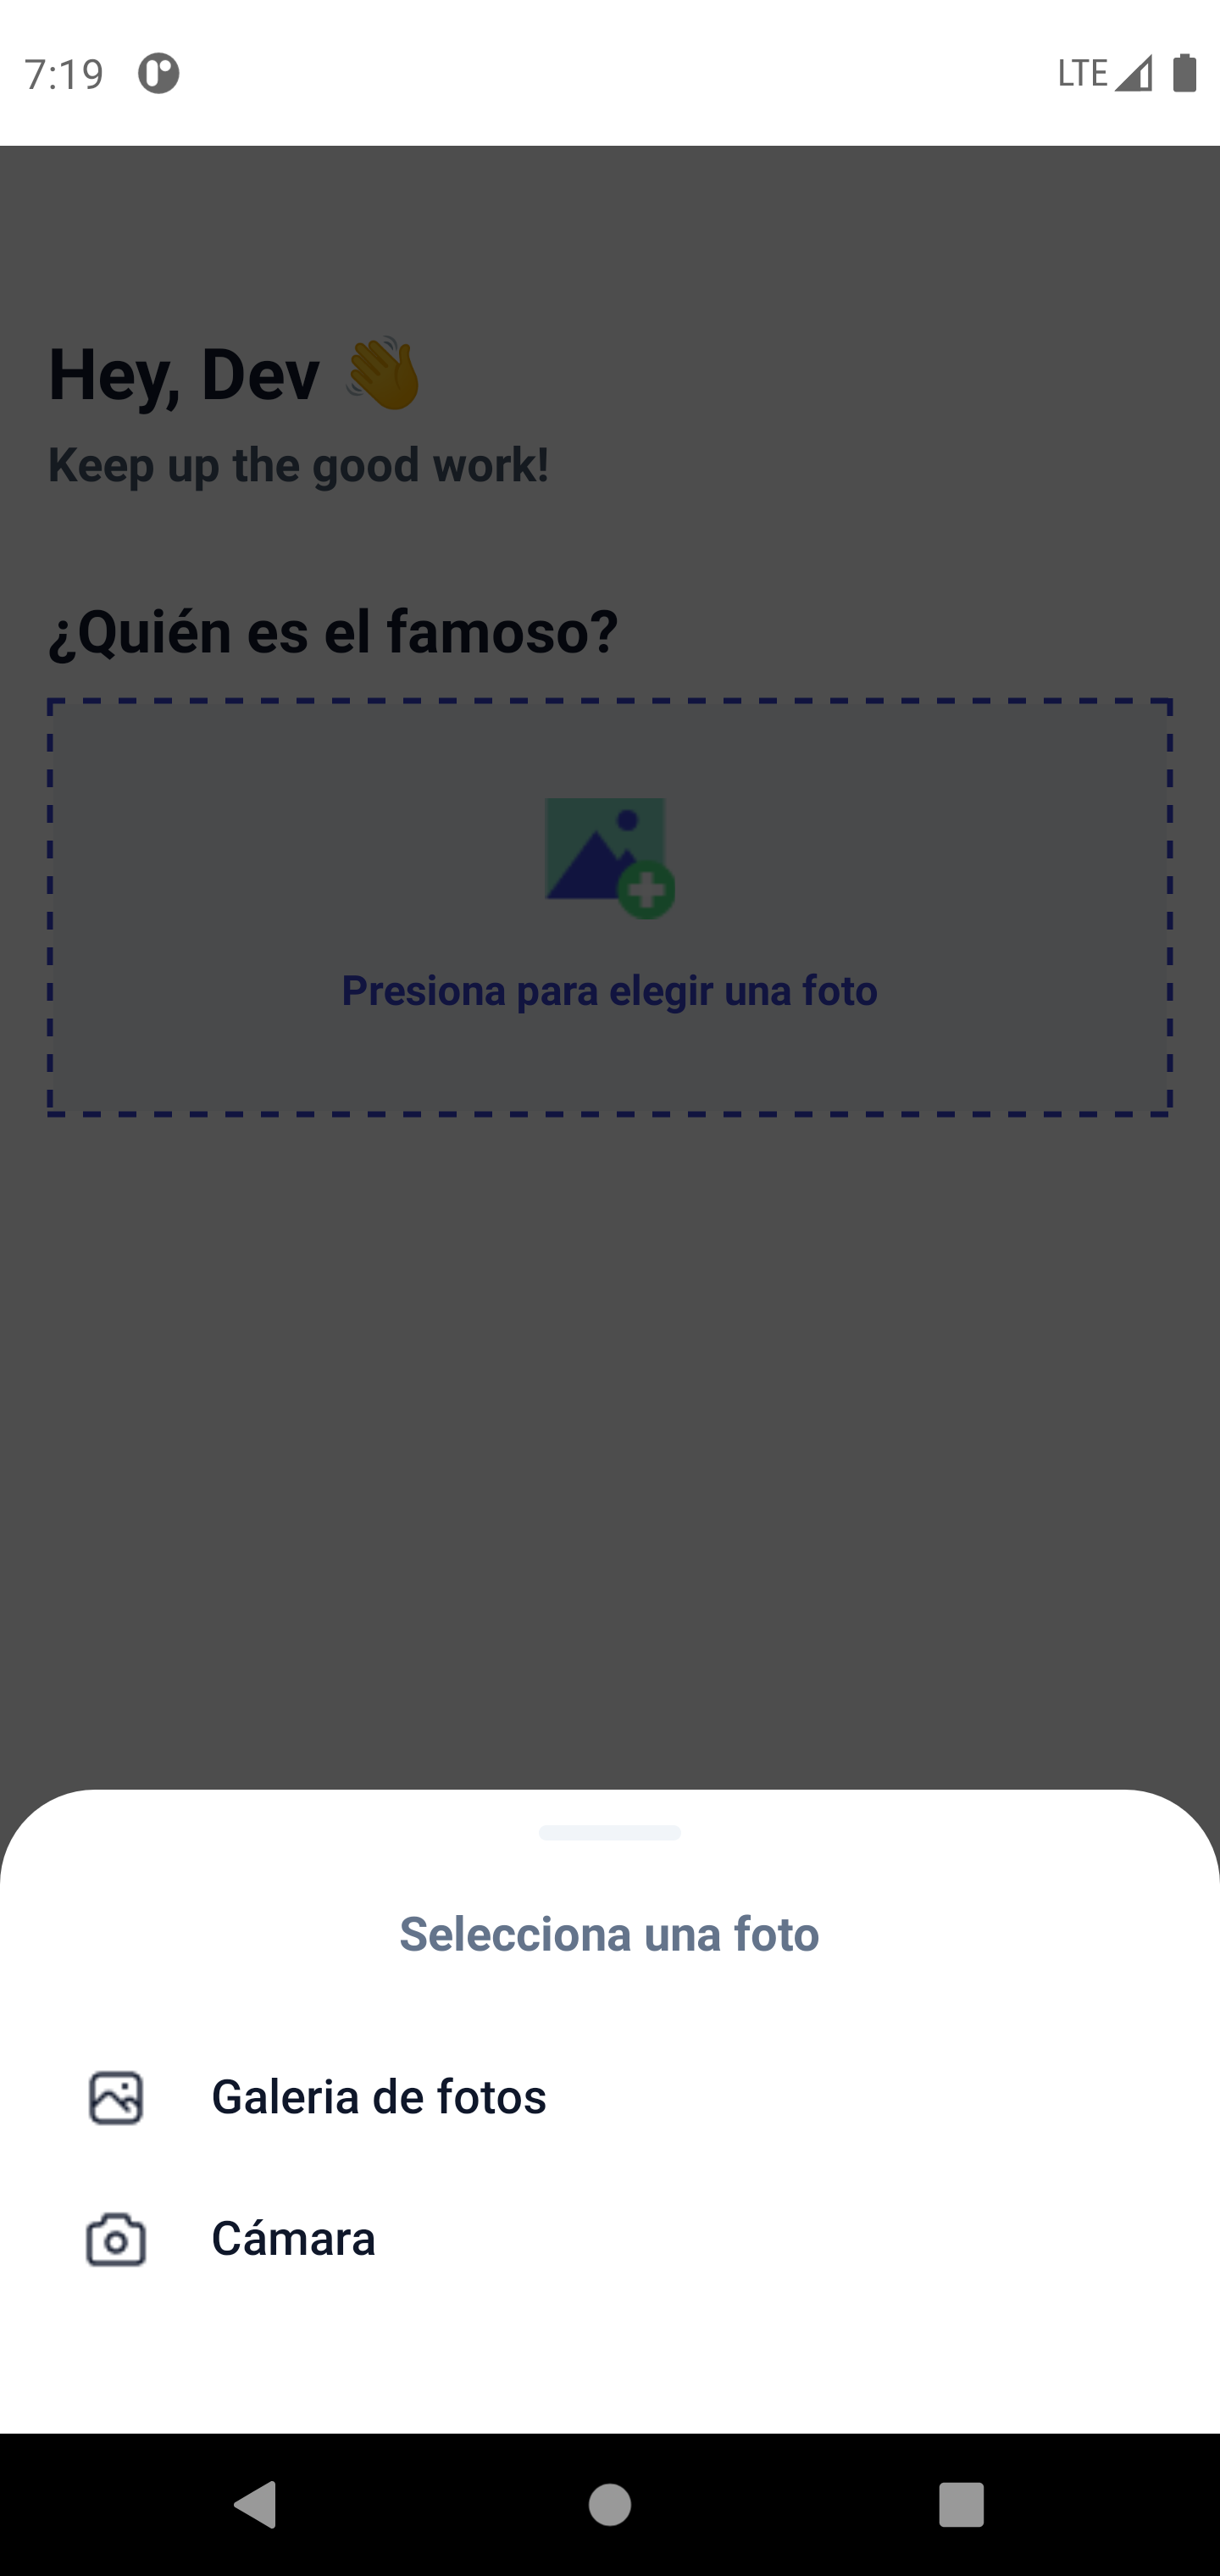 7:19 LTE
Hey, Dev 👋
Keep up the good work!
¿Quién es el famoso?
Presiona para elegir una foto
Selecciona una foto
Galeria de fotos
Cámara